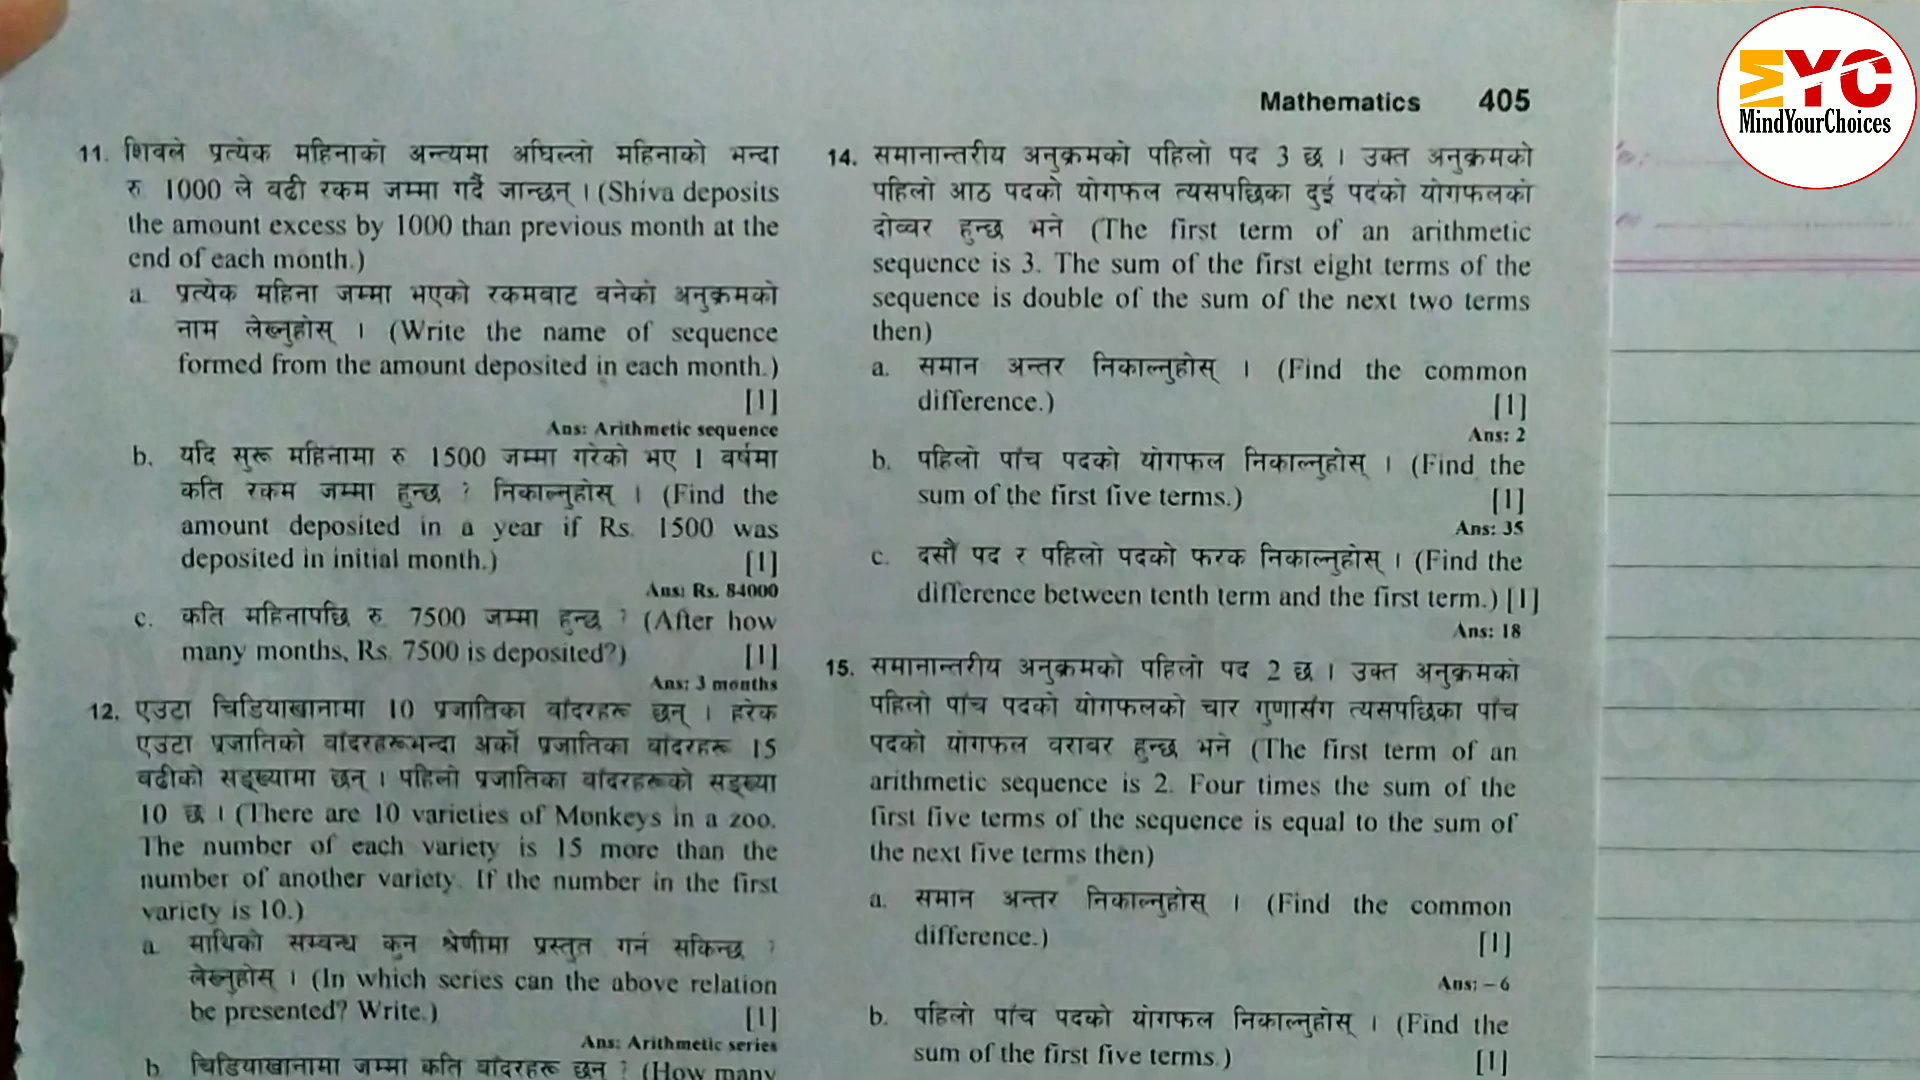 MYC
MindYourChoices
Mathematics 405
11. शिवले प्रत्येक महिनाको अन्त्यमा अघिल्लो महिनाको भन्दा
रु 1000 ले बढी रकम जम्मा गर्दै जान्छन् । (Shiva deposits
the amount excess by 1000 than previous month at the
end of each month.)
a. प्रत्येक महिना जम्मा भएको रकमबाट बनेको अनुक्रमको
नाम लेख्नुहोस् । (Write the name of sequence
formed from the amount deposited in each month.)
[1]
Ans: Arithmetic sequence
b. यदि सुरू महिनामा रु 1500 जम्मा गरेको भए 1 वर्षमा
कति रकम जम्मा हुन्छ ? निकाल्नुहोस् । (Find the
amount deposited in a year if Rs. 1500 was
deposited in initial month.) [1]
Ans: Rs. 84000
c. कति महिनापछि रु 7500 जम्मा हुन्छ ? (After how
many months, Rs. 7500 is deposited?) [1]
Ans: 3 months
12. एउटा चिडियाखानामा 10 प्रजातिका बाँदरहरू छन् । हरेक
एउटा प्रजातिको बाँदरहरूभन्दा अर्को प्रजातिका बाँदरहरू 15
बढीको सङ्ख्यामा छन् । पहिलो प्रजातिका बाँदरहरूको सङ्ख्या
10 छ । (There are 10 varieties of Monkeys in a zoo.
The number of each variety is 15 more than the
number of another variety. If the number in the first
variety is 10.)
a. माथिको सम्बन्ध कुन श्रेणीमा प्रस्तुत गर्न सकिन्छ ?
लेख्नुहोस् । (In which series can the above relation
be presented? Write.) [1]
Ans: Arithmetic series
b. चिडियाखानामा जम्मा कति बाँदरहरू छन् ? (How many
14. समानान्तरीय अनुक्रमको पहिलो पद 3 छ । उक्त अनुक्रमको
पहिलो आठ पदको योगफल त्यसपछिका दुई पदको योगफलको
दोब्बर हुन्छ भने (The first term of an arithmetic
sequence is 3. The sum of the first eight terms of the
sequence is double of the sum of the next two terms
then)
a. समान अन्तर निकाल्नुहोस् । (Find the common
difference.) [1]
Ans: 2
b. पहिलो पाँच पदको योगफल निकाल्नुहोस् । (Find the
sum of the first five terms.) [1]
Ans: 35
c. दसौँ पद र पहिलो पदको फरक निकाल्नुहोस् । (Find the
difference between tenth term and the first term.) [1]
Ans: 18
15. समानान्तरीय अनुक्रमको पहिलो पद 2 छ । उक्त अनुक्रमको
पहिलो पाँच पदको योगफलको चार गुणासँग त्यसपछिका पाँच
पदको योगफल बराबर हुन्छ भने (The first term of an
arithmetic sequence is 2. Four times the sum of the
first five terms of the sequence is equal to the sum of
the next five terms then)
a. समान अन्तर निकाल्नुहोस् । (Find the common
difference.) [1]
Ans: – 6
b. पहिलो पाँच पदको योगफल निकाल्नुहोस् । (Find the
sum of the first five terms.) [1]